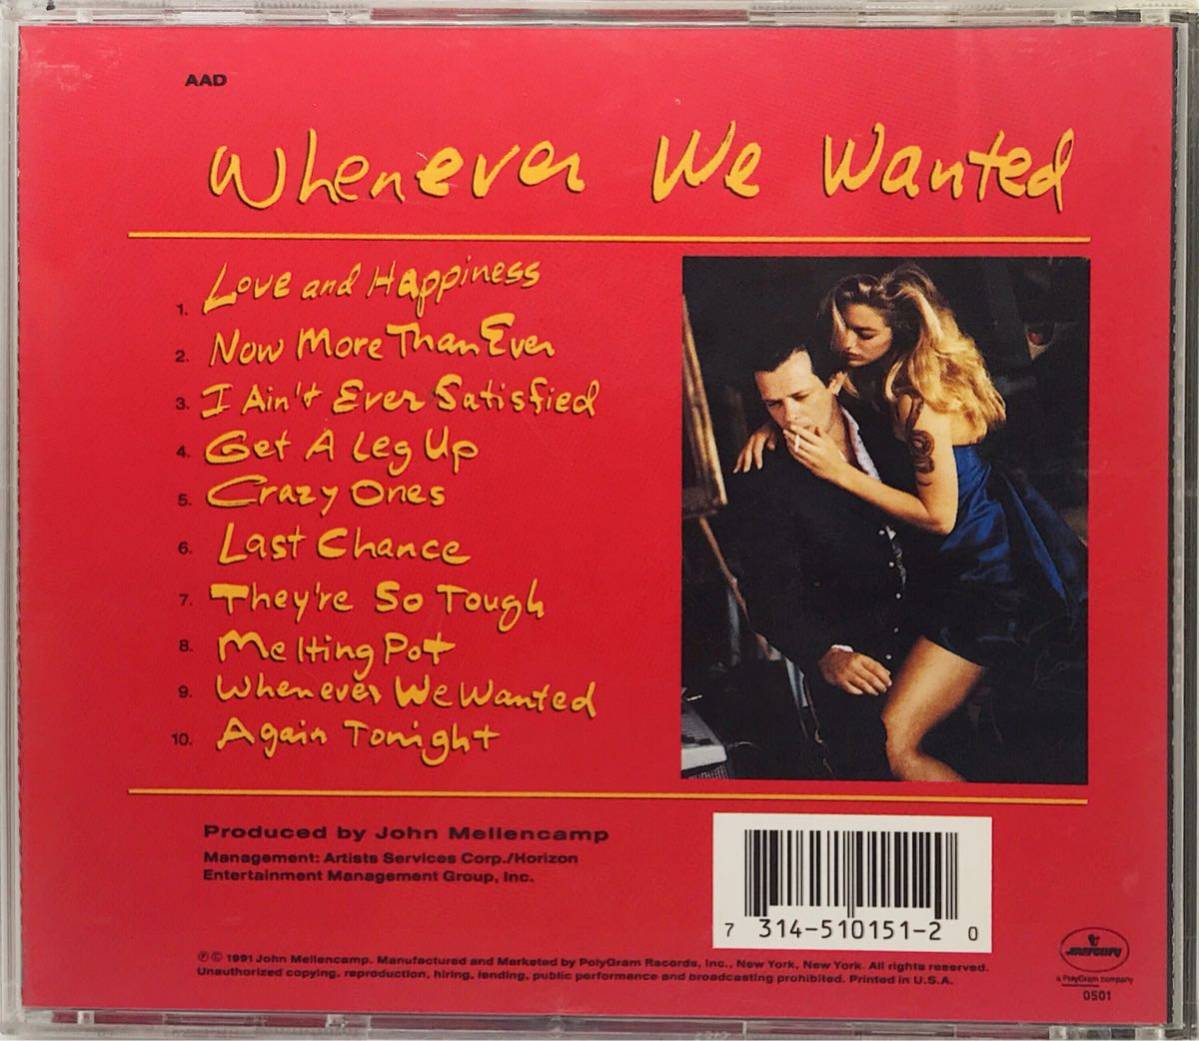 AAD
Whenever We Wanted
1. Love and Happiness
2. Now More Than Ever
3. I Ain't Ever Satisfied
4. Get A Leg Up
5. Crazy Ones
6. Last Chance
7. They're So Tough
8. Melting Pot
9. Whenever We Wanted
10. Again Tonight
Produced by John Mellencamp
Management: Artists Services Corp./Horizon
Entertainment Management Group, Inc.
7 314-510151-2 0
℗ © 1991 John Mellencamp. Manufactured and Marketed by PolyGram Records, Inc., New York, New York. All rights reserved.
Unauthorized copying, reproduction, hiring, lending, public performance and broadcasting prohibited. Printed in U.S.A.
mercury
a PolyGram company
0501